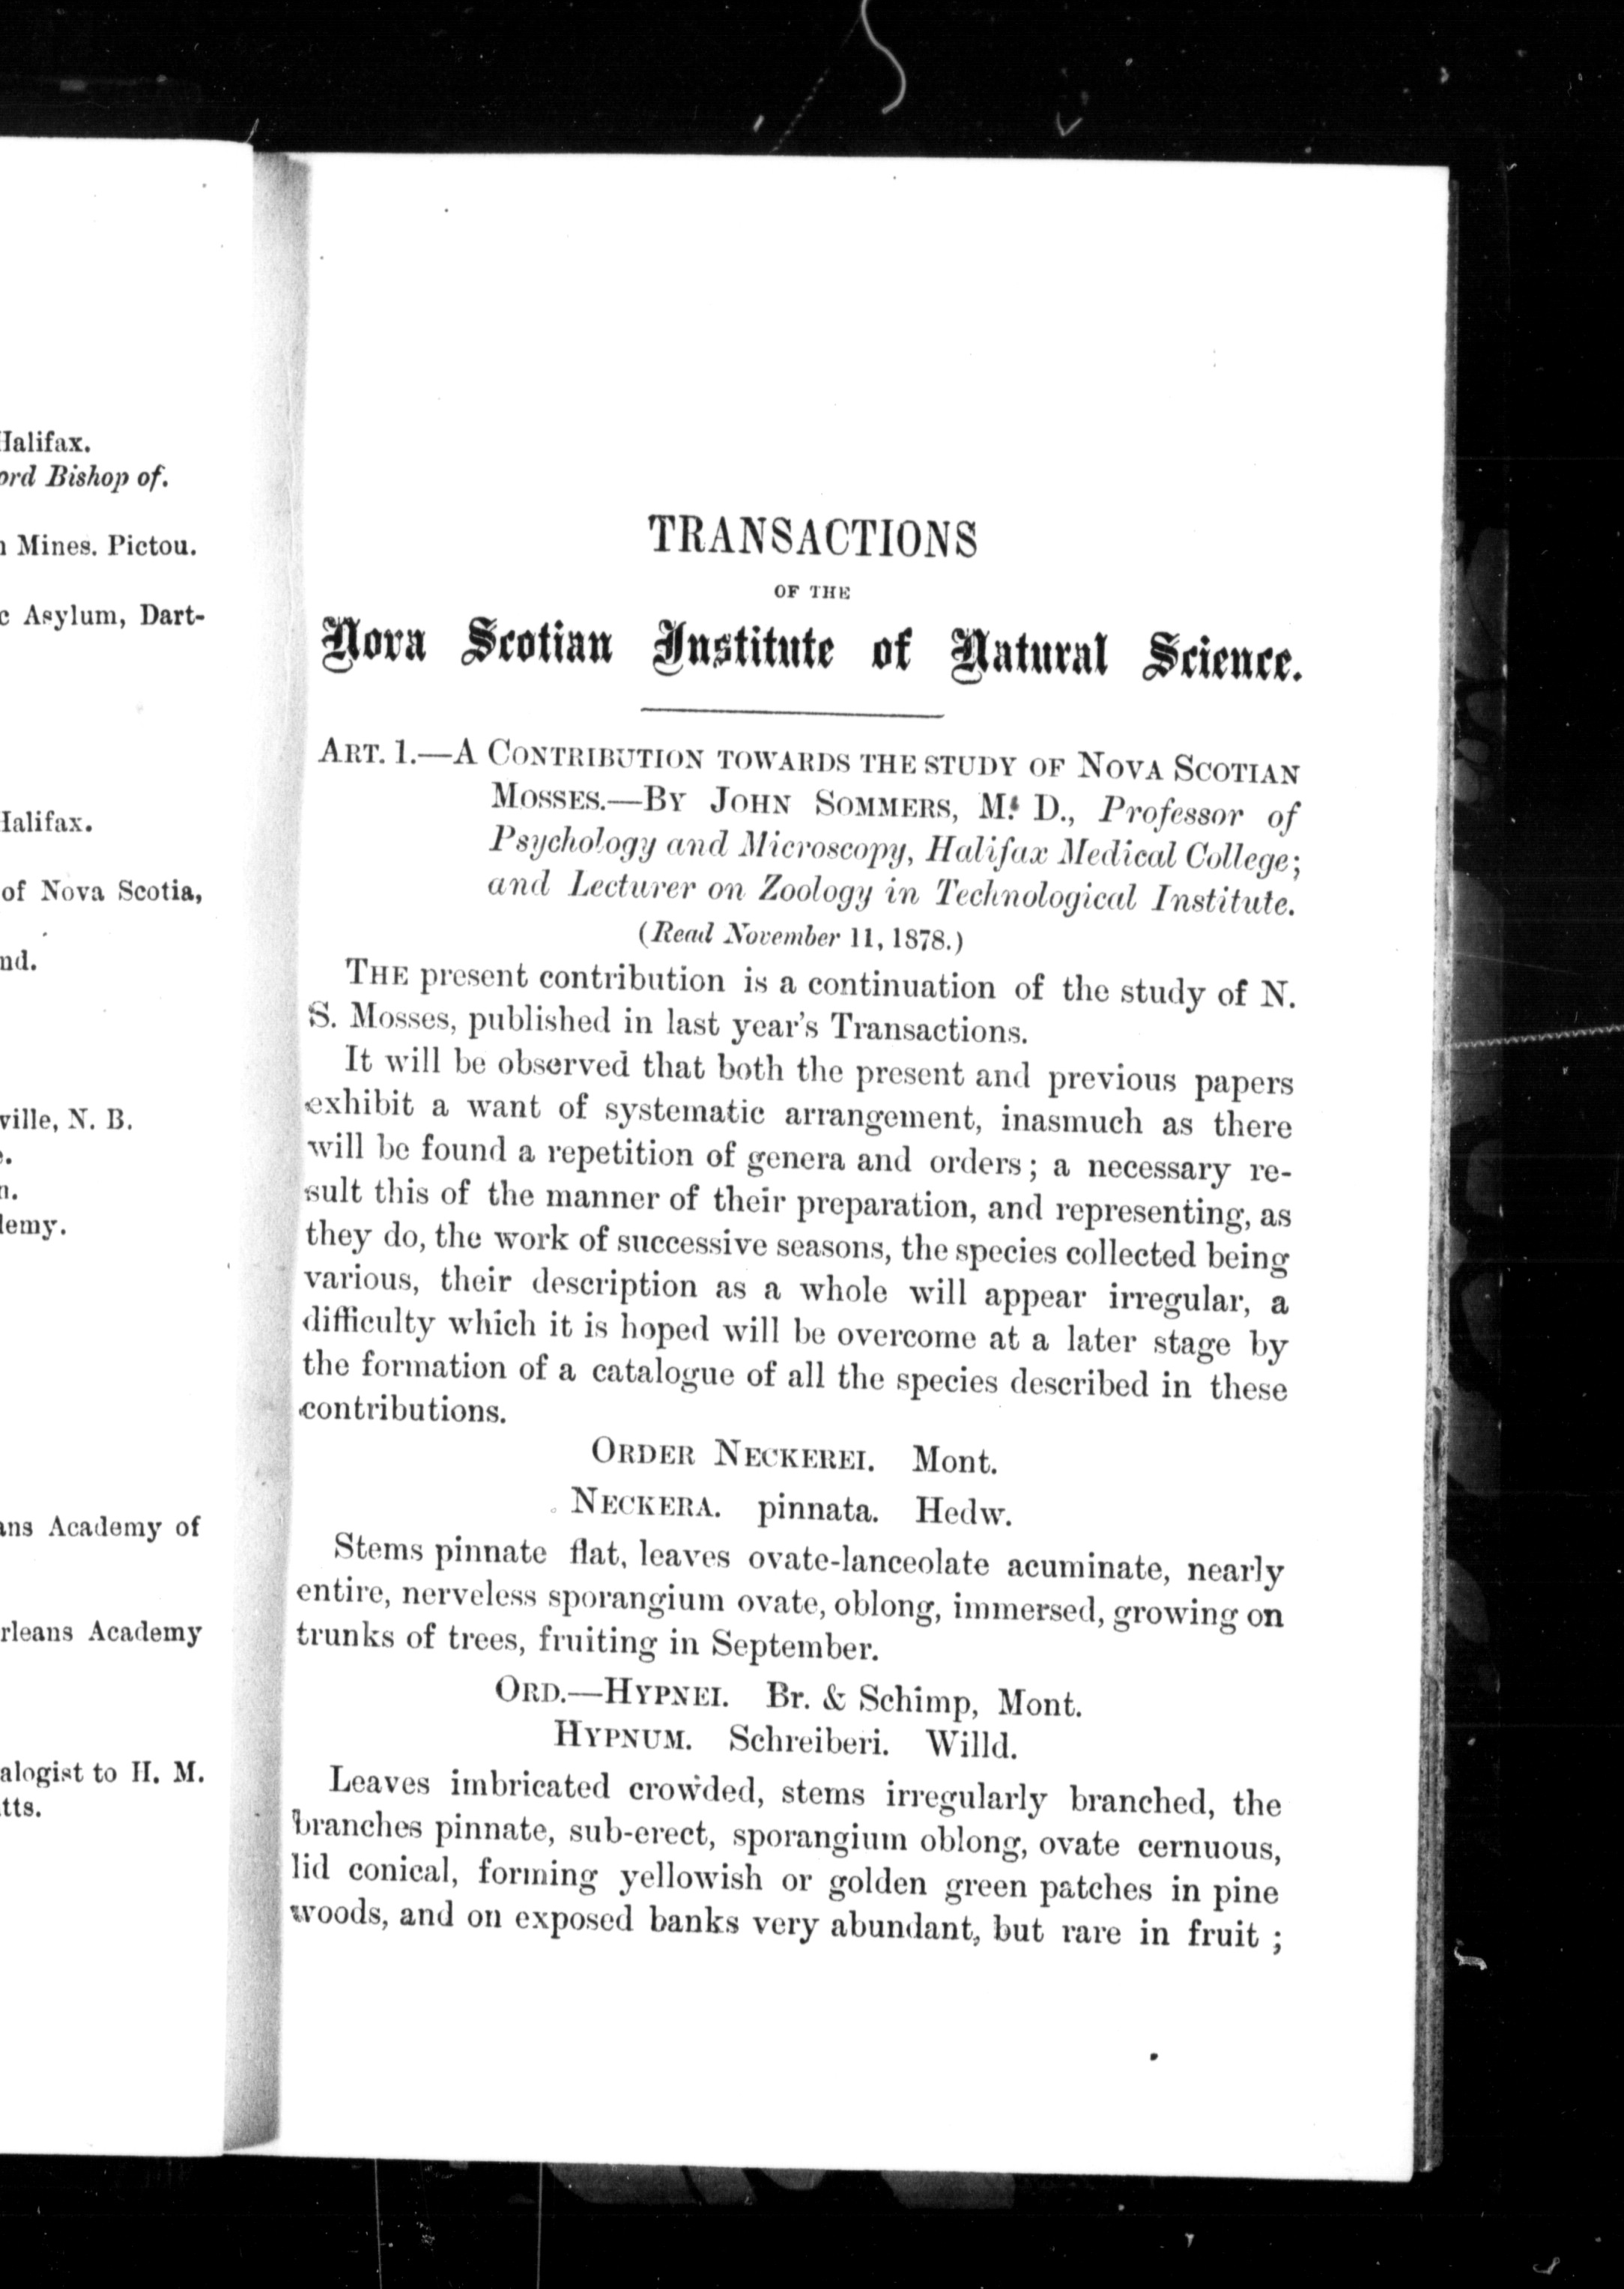 Halifax.
ord Bishop of.
Mines. Pictou.
Asylum, Dart-
Halifax.
of Nova Scotia,
nd.
ville, N. B.
lemy.
ans Academy of
rleans Academy
alogist to H. M.
tts.
TRANSACTIONS
OF THE
Nova Scotian Institute of Natural Science.
ART. 1.—A CONTRIBUTION TOWARDS THE STUDY OF NOVA SCOTIAN
MOSSES.—BY JOHN SOMMERS, M. D., Professor of
Psychology and Microscopy, Halifax Medical College;
and Lecturer on Zoology in Technological Institute.
(Read November 11, 1878.)
THE present contribution is a continuation of the study of N.
S. Mosses, published in last year's Transactions.
It will be observed that both the present and previous papers
exhibit a want of systematic arrangement, inasmuch as there
will be found a repetition of genera and orders; a necessary re-
sult this of the manner of their preparation, and representing, as
they do, the work of successive seasons, the species collected being
various, their description as a whole will appear irregular, a
difficulty which it is hoped will be overcome at a later stage by
the formation of a catalogue of all the species described in these
contributions.
ORDER NECKEREI. Mont.
NECKERA. pinnata. Hedw.
Stems pinnate flat, leaves ovate-lanceolate acuminate, nearly
entire, nerveless sporangium ovate, oblong, immersed, growing on
trunks of trees, fruiting in September.
ORD.—HYPNEI. Br. & Schimp, Mont.
HYPNUM. Schreiberi. Willd.
Leaves imbricated crowded, stems irregularly branched, the
branches pinnate, sub-erect, sporangium oblong, ovate cernuous,
lid conical, forming yellowish or golden green patches in pine
woods, and on exposed banks very abundant, but rare in fruit ;